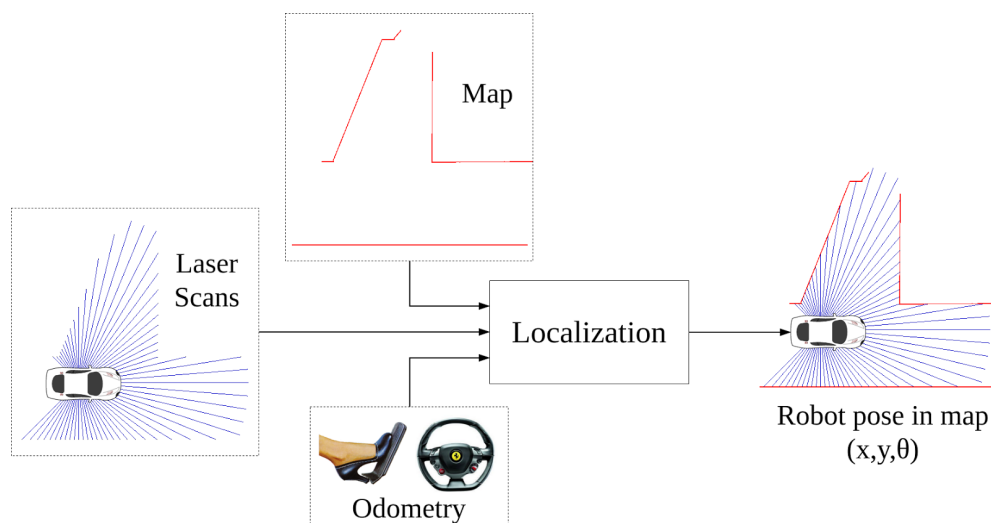 Map
Laser
Scans
Localization
Odometry
Robot pose in map
(x,y,θ)